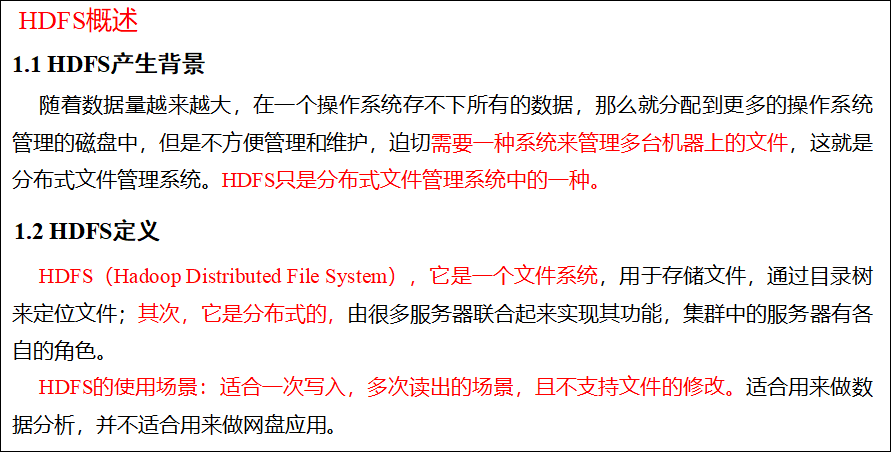 HDFS概述
1.1 HDFS产生背景
随着数据量越来越大，在一个操作系统存不下所有的数据，那么就分配到更多的操作系统
管理的磁盘中，但是不方便管理和维护，迫切需要一种系统来管理多台机器上的文件，这就是
分布式文件管理系统。HDFS只是分布式文件管理系统中的一种。
1.2 HDFS定义
HDFS（Hadoop Distributed File System），它是一个文件系统，用于存储文件，通过目录树
来定位文件；其次，它是分布式的，由很多服务器联合起来实现其功能，集群中的服务器有各
自的角色。
HDFS的使用场景：适合一次写入，多次读出的场景，且不支持文件的修改。适合用来做数
据分析，并不适合用来做网盘应用。